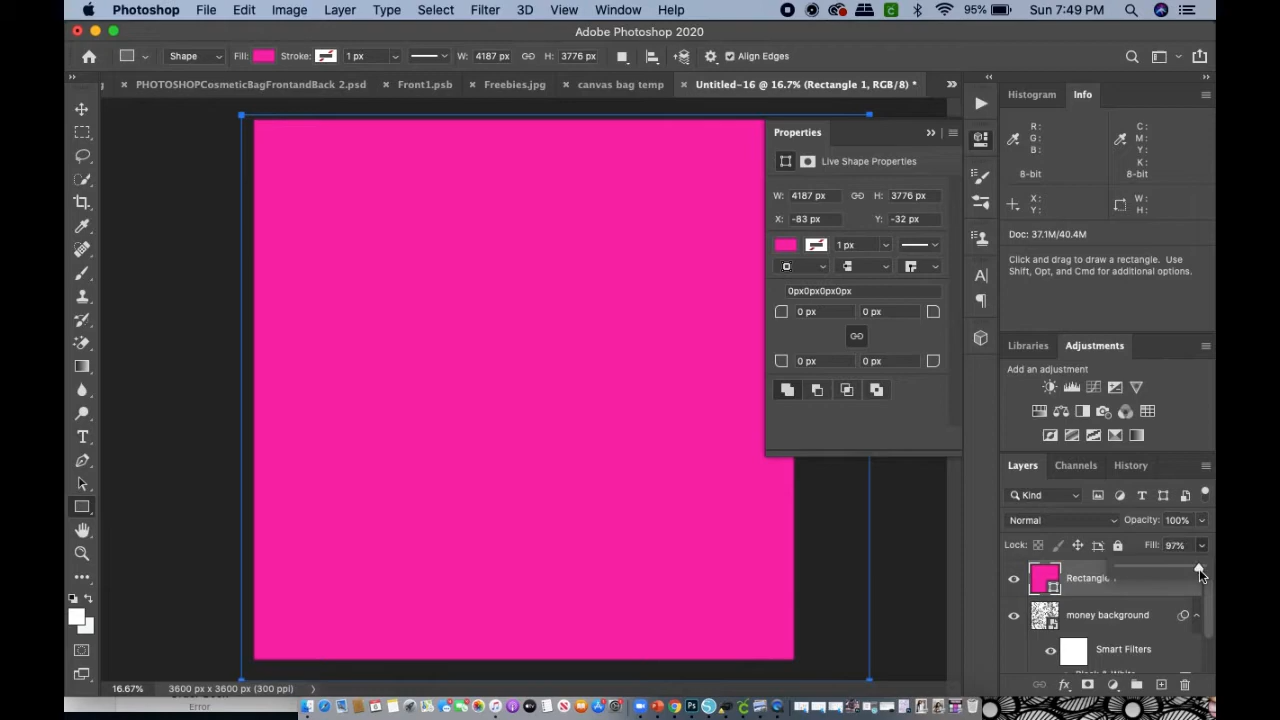 Photoshop File Edit Image Layer Type Select Filter 3D View Window Help 95% Sun 7:49 PM
Adobe Photoshop 2020
Shape Fill: Stroke: 1 px W: 4187 px H: 3776 px Align Edges
PHOTOSHOPCosmeticBagFrontandBack 2.psd Front1.psb Freebies.jpg canvas bag temp Untitled-16 @ 16.7% (Rectangle 1, RGB/8) *
Histogram Info
R: C:
G: M:
B: Y:
K:
8-bit 8-bit
X: W:
Y: H:
Doc: 37.1M/40.4M
Click and drag to draw a rectangle. Use
Shift, Opt, and Cmd for additional options.
Properties
Live Shape Properties
W: 4187 px H: 3776 px
X: -83 px Y: -32 px
1 px
0px0px0px0px
0 px 0 px
0 px 0 px
Libraries Adjustments
Add an adjustment
Layers Channels History
Kind
Normal Opacity: 100%
Lock: Fill: 97%
Rectangle
money background
Smart Filters
16.67% 3600 px x 3600 px (300 ppi)
Error